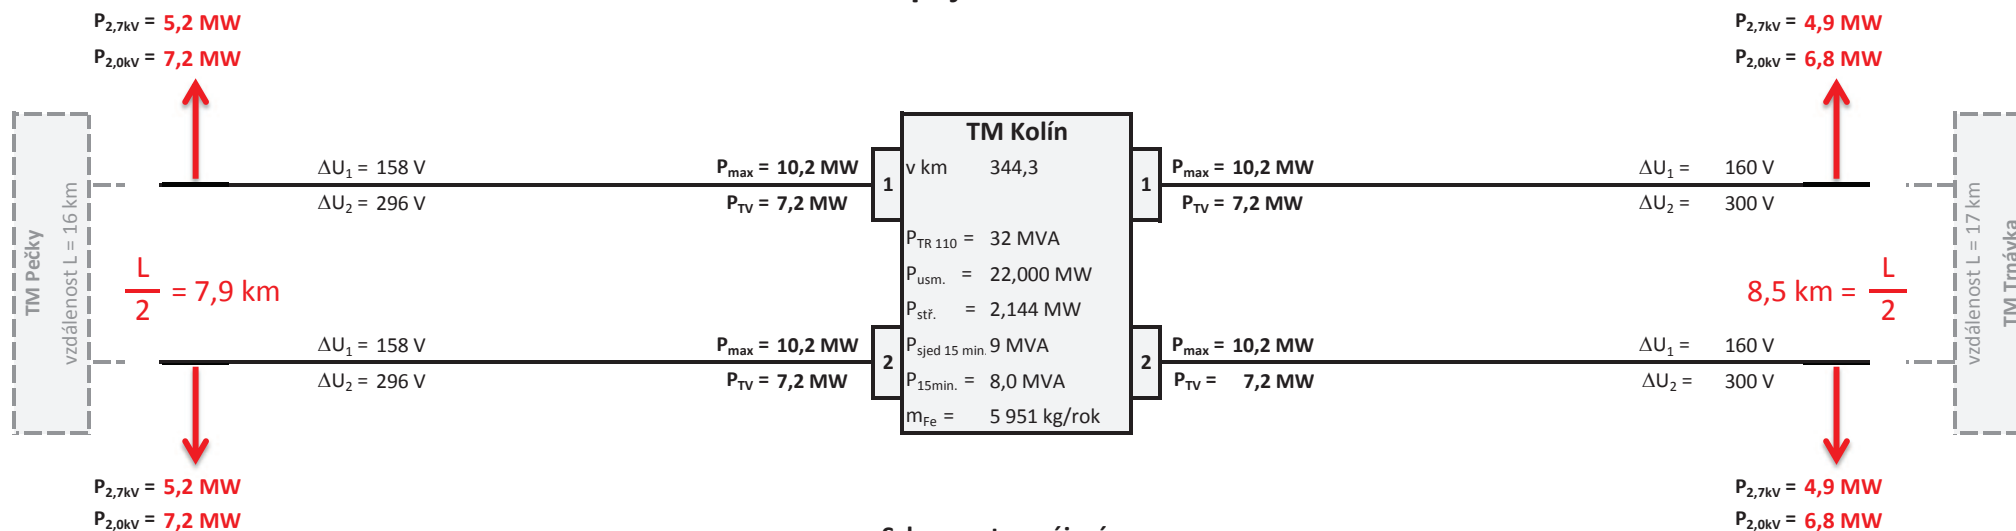 P2,7kV = 5,2 MW
P2,0kV = 7,2 MW
P2,7kV = 4,9 MW
P2,0kV = 6,8 MW
TM Pečky
vzdálenost L = 16 km
ΔU1 = 158 V
ΔU2 = 296 V
Pmax = 10,2 MW
PTV = 7,2 MW
1
TM Kolín
v km 344,3
PTR 110 = 32 MVA
Pusm. = 22,000 MW
Pstř. = 2,144 MW
Psjed 15 min. 9 MVA
P15min. = 8,0 MVA
mFe = 5 951 kg/rok
1
Pmax = 10,2 MW
PTV = 7,2 MW
ΔU1 = 160 V
ΔU2 = 300 V
L
2
= 7,9 km
8,5 km =
L
2
vzdálenost L = 17 km
TM Trnávka
ΔU1 = 158 V
ΔU2 = 296 V
Pmax = 10,2 MW
PTV = 7,2 MW
2
2
Pmax = 10,2 MW
PTV = 7,2 MW
ΔU1 = 160 V
ΔU2 = 300 V
P2,7kV = 5,2 MW
P2,0kV = 7,2 MW
P2,7kV = 4,9 MW
P2,0kV = 6,8 MW